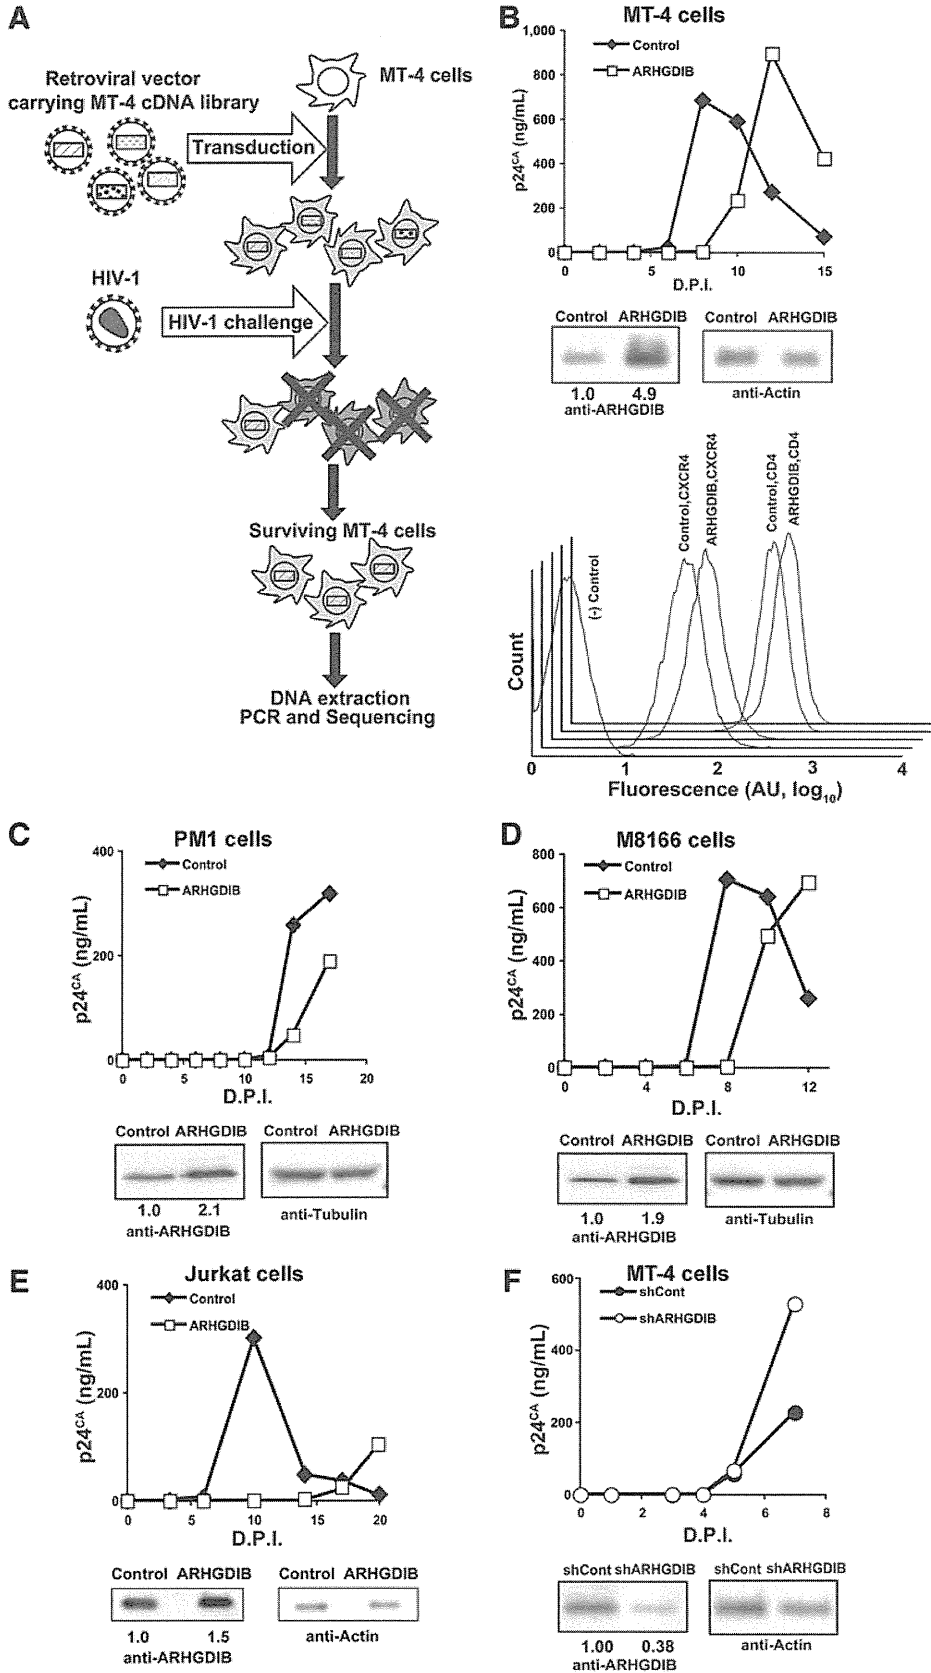 A
Retroviral vector
carrying MT-4 cDNA library
MT-4 cells
Transduction
HIV-1
HIV-1 challenge
Surviving MT-4 cells
DNA extraction
PCR and Sequencing
B
MT-4 cells
Control
ARHGDIB
p24CA (ng/mL)
1,000
800
600
400
200
0
0 5 10 15
D.P.I.
Control ARHGDIB
1.0 4.9
anti-ARHGDIB
Control ARHGDIB
anti-Actin
Count
(-) Control
Control,CXCR4
ARHGDIB,CXCR4
Control,CD4
ARHGDIB,CD4
0 1 2 3 4
Fluorescence (AU, log10)
C
PM1 cells
Control
ARHGDIB
p24CA (ng/mL)
400
200
0
0 5 10 15 20
D.P.I.
Control ARHGDIB
1.0 2.1
anti-ARHGDIB
Control ARHGDIB
anti-Tubulin
D
M8166 cells
Control
ARHGDIB
p24CA (ng/mL)
800
600
400
200
0
0 4 8 12
D.P.I.
Control ARHGDIB
1.0 1.9
anti-ARHGDIB
Control ARHGDIB
anti-Tubulin
E
Jurkat cells
Control
ARHGDIB
p24CA (ng/mL)
400
200
0
0 5 10 15 20
D.P.I.
Control ARHGDIB
1.0 1.5
anti-ARHGDIB
Control ARHGDIB
anti-Actin
F
MT-4 cells
shCont
shARHGDIB
p24CA (ng/mL)
600
400
200
0
0 2 4 6 8
D.P.I.
shCont shARHGDIB
1.00 0.38
anti-ARHGDIB
shCont shARHGDIB
anti-Actin